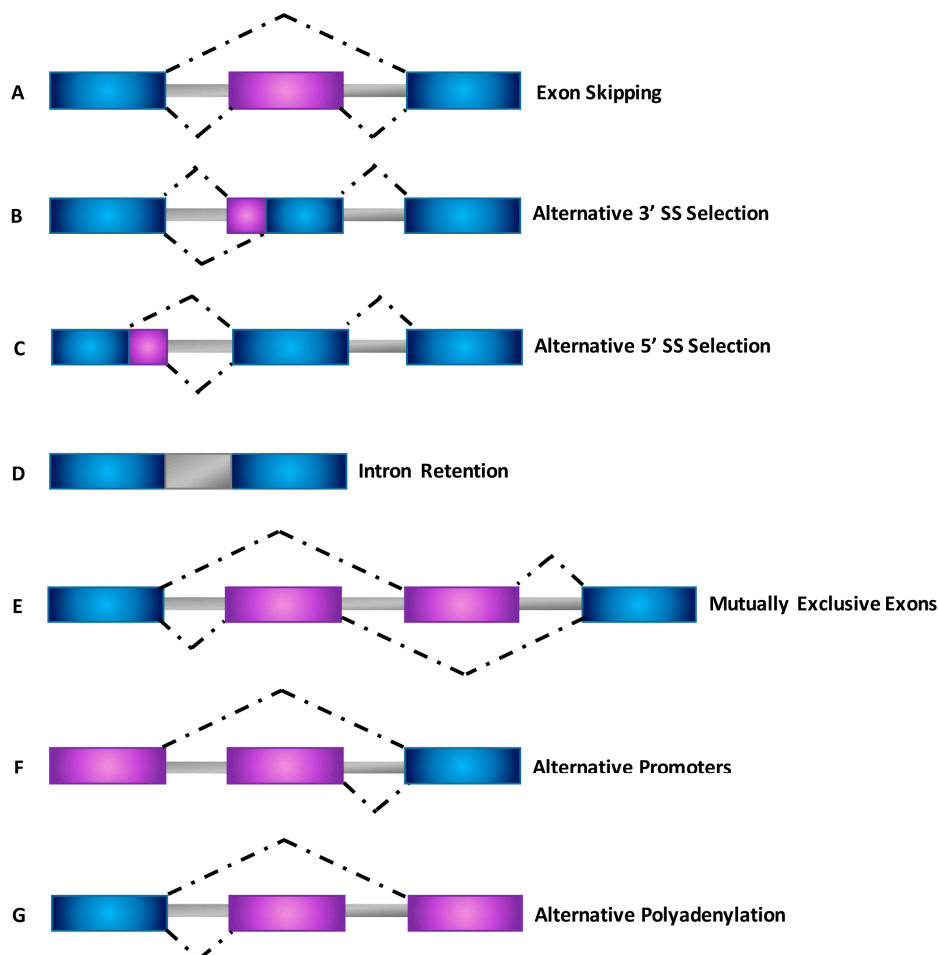 A Exon Skipping
B Alternative 3’ SS Selection
C Alternative 5’ SS Selection
D Intron Retention
E Mutually Exclusive Exons
F Alternative Promoters
G Alternative Polyadenylation